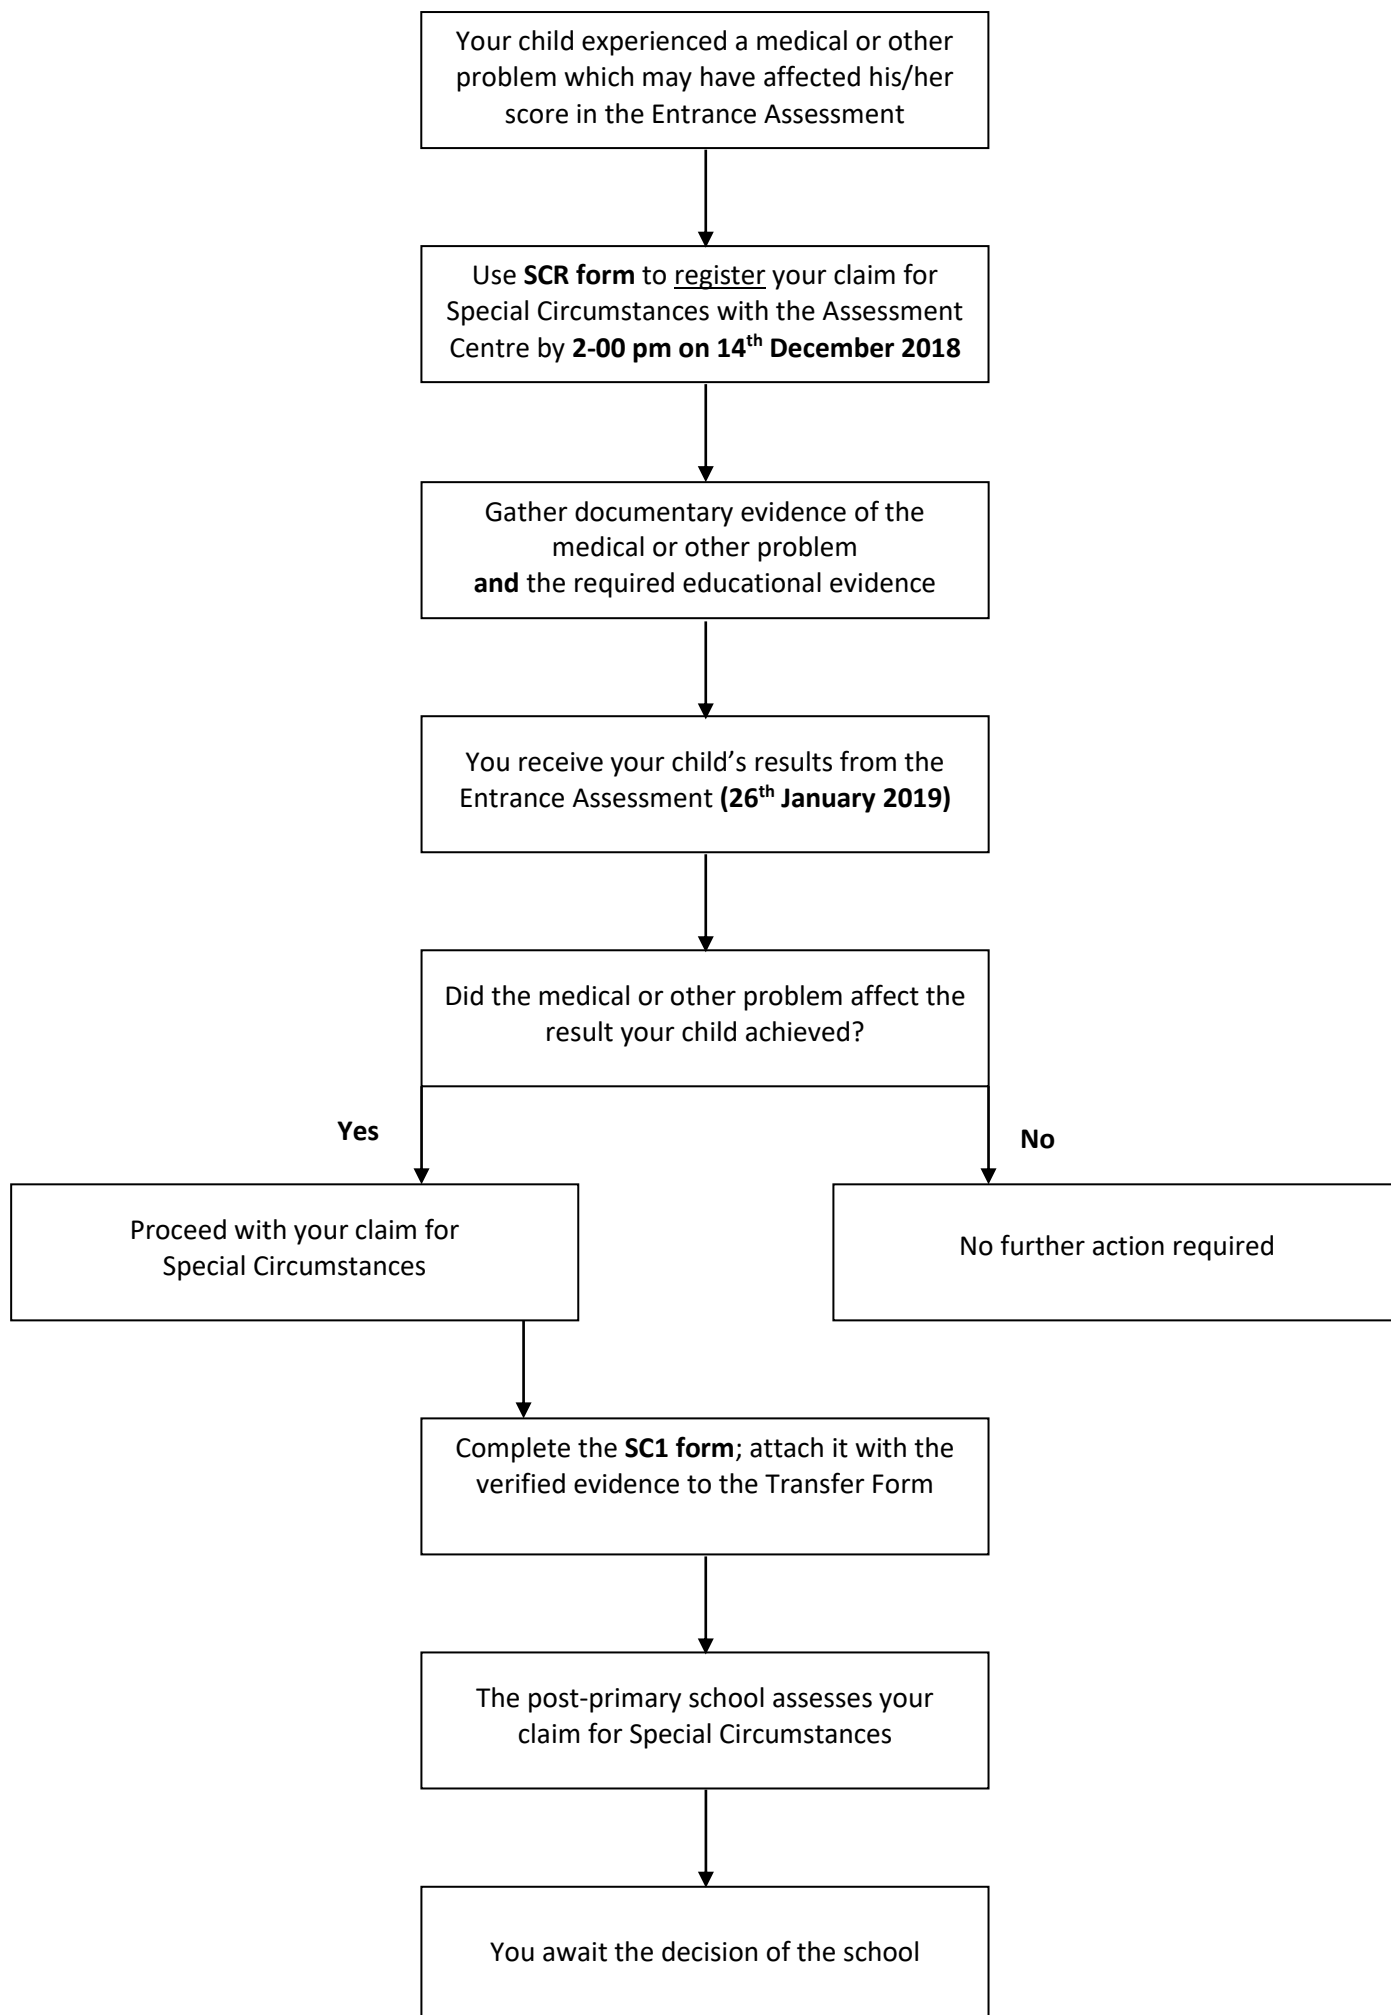 Your child experienced a medical or other
problem which may have affected his/her
score in the Entrance Assessment
Use SCR form to register your claim for
Special Circumstances with the Assessment
Centre by 2-00 pm on 14th December 2018
Gather documentary evidence of the
medical or other problem
and the required educational evidence
You receive your child’s results from the
Entrance Assessment (26th January 2019)
Did the medical or other problem affect the
result your child achieved?
Yes
No
Proceed with your claim for
Special Circumstances
No further action required
Complete the SC1 form; attach it with the
verified evidence to the Transfer Form
The post-primary school assesses your
claim for Special Circumstances
You await the decision of the school